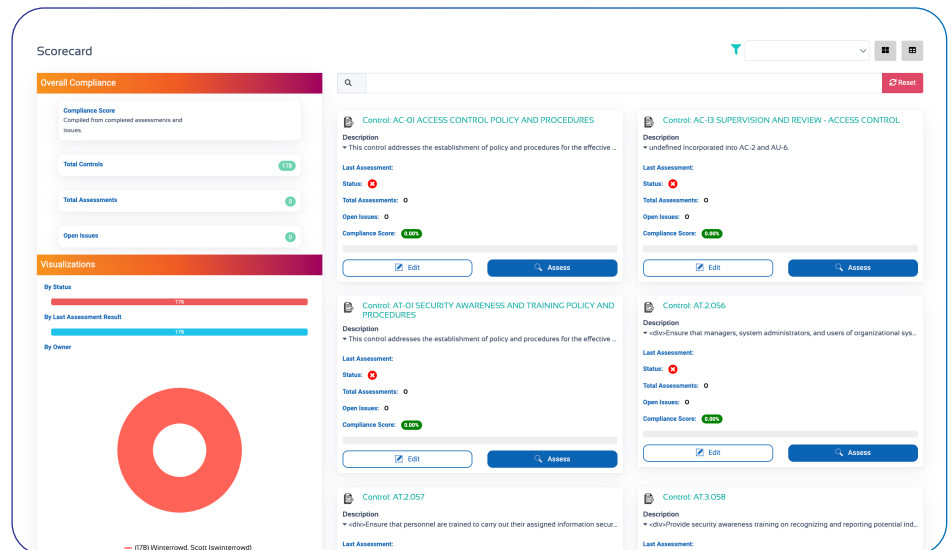 Scorecard
Overall Compliance
Compliance Score
Compiled from completed assessments and
issues.
Total Controls
178
Total Assessments
0
Open Issues
0
Visualizations
By Status
178
By Last Assessment Result
178
By Owner
(178) Winterrowd, Scott (swinterrowd)
Reset
Control: AC-01 ACCESS CONTROL POLICY AND PROCEDURES
Description
This control addresses the establishment of policy and procedures for the effective ...
Last Assessment:
Status:
Total Assessments: 0
Open Issues: 0
Compliance Score: 0.00%
Edit
Assess
Control: AC-13 SUPERVISION AND REVIEW - ACCESS CONTROL
Description
undefined Incorporated into AC-2 and AU-6.
Last Assessment:
Status:
Total Assessments: 0
Open Issues: 0
Compliance Score: 0.00%
Edit
Assess
Control: AT-01 SECURITY AWARENESS AND TRAINING POLICY AND
PROCEDURES
Description
This control addresses the establishment of policy and procedures for the effective ...
Last Assessment:
Status:
Total Assessments: 0
Open Issues: 0
Compliance Score: 0.00%
Edit
Assess
Control: AT.2.056
Description
<div>Ensure that managers, system administrators, and users of organizational sys...
Last Assessment:
Status:
Total Assessments: 0
Open Issues: 0
Compliance Score: 0.00%
Edit
Assess
Control: AT.2.057
Description
<div>Ensure that personnel are trained to carry out their assigned information secur...
Last Assessment:
Control: AT.3.058
Description
<div>Provide security awareness training on recognizing and reporting potential ind...
Last Assessment: